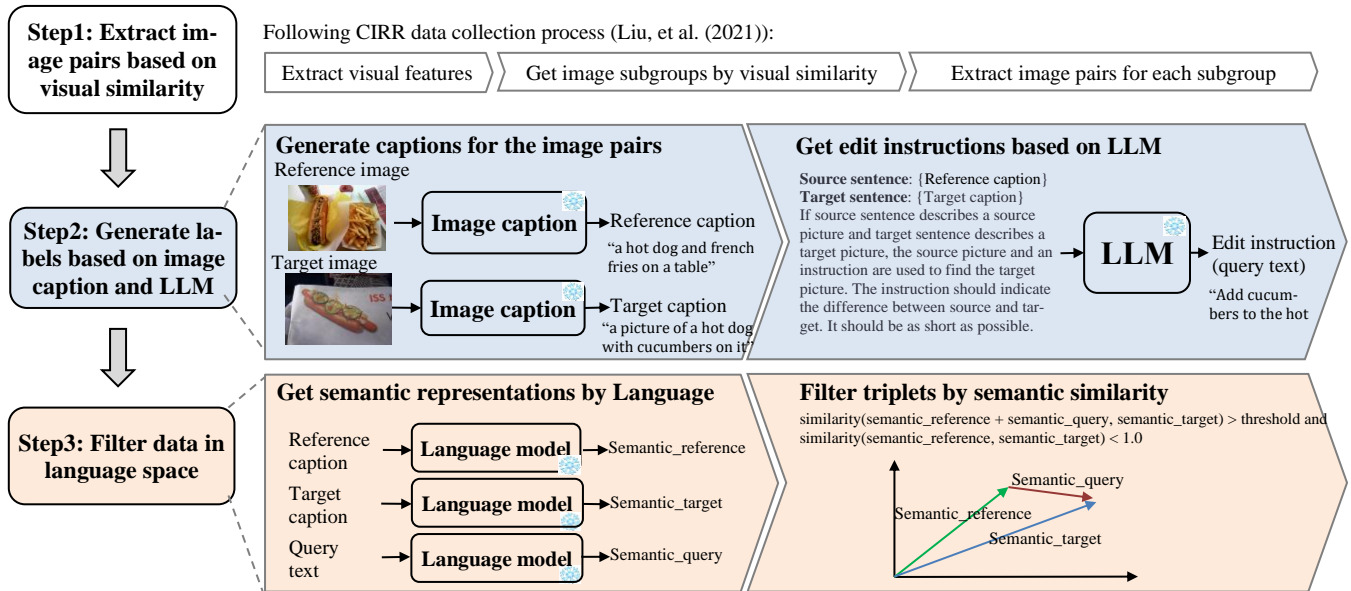 Step1: Extract im-
age pairs based on
visual similarity
Following CIRR data collection process (Liu, et al. (2021)):
Extract visual features
Get image subgroups by visual similarity
Extract image pairs for each subgroup
Step2: Generate la-
bels based on image
caption and LLM
Generate captions for the image pairs
Reference image
Image caption
Reference caption
“a hot dog and french
fries on a table”
Target image
ISS
Image caption
Target caption
“a picture of a hot dog
with cucumbers on it”
Get edit instructions based on LLM
Source sentence: {Reference caption}
Target sentence: {Target caption}
If source sentence describes a source
picture and target sentence describes a
target picture, the source picture and an
instruction are used to find the target
picture. The instruction should indicate
the difference between source and tar-
get. It should be as short as possible.
LLM
Edit instruction
(query text)
“Add cucum-
bers to the hot
Step3: Filter data in
language space
Get semantic representations by Language
Reference
caption
Language model
Semantic_reference
Target
caption
Language model
Semantic_target
Query
text
Language model
Semantic_query
Filter triplets by semantic similarity
similarity(semantic_reference + semantic_query, semantic_target) > threshold and
similarity(semantic_reference, semantic_target) < 1.0
Semantic_query
Semantic_reference
Semantic_target